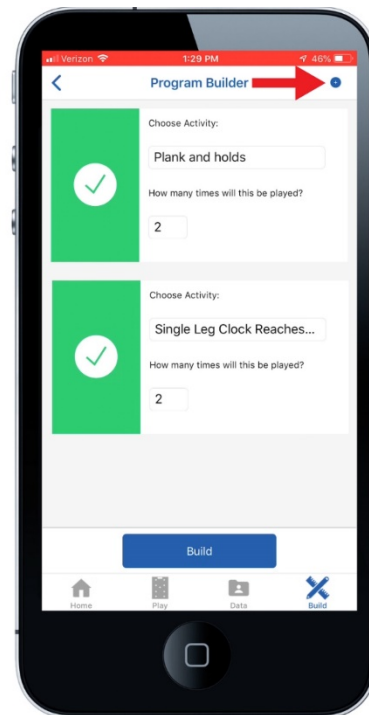 Verizon 1:29 PM 46%
Program Builder
Choose Activity:
Plank and holds
How many times will this be played?
2
Choose Activity:
Single Leg Clock Reaches...
How many times will this be played?
2
Build
Home Play Data Build